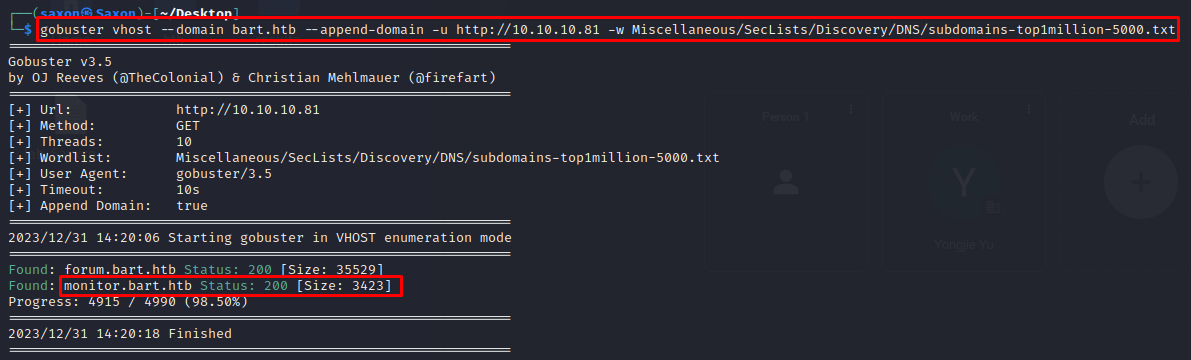 ┌──(saxon㉿Saxon)-[~/Desktop]
└─$ gobuster vhost --domain bart.htb --append-domain -u http://10.10.10.81 -w Miscellaneous/SecLists/Discovery/DNS/subdomains-top1million-5000.txt
===============================================================
Gobuster v3.5
by OJ Reeves (@TheColonial) & Christian Mehlmauer (@firefart)
===============================================================
[+] Url:             http://10.10.10.81
[+] Method:          GET
[+] Threads:         10
[+] Wordlist:        Miscellaneous/SecLists/Discovery/DNS/subdomains-top1million-5000.txt
[+] User Agent:      gobuster/3.5
[+] Timeout:         10s
[+] Append Domain:   true
===============================================================
2023/12/31 14:20:06 Starting gobuster in VHOST enumeration mode
===============================================================
Found: forum.bart.htb Status: 200 [Size: 35529]
Found: monitor.bart.htb Status: 200 [Size: 3423]
Progress: 4915 / 4990 (98.50%)
===============================================================
2023/12/31 14:20:18 Finished
===============================================================
Person 1
Work
Add
Y
Yongjie Yu